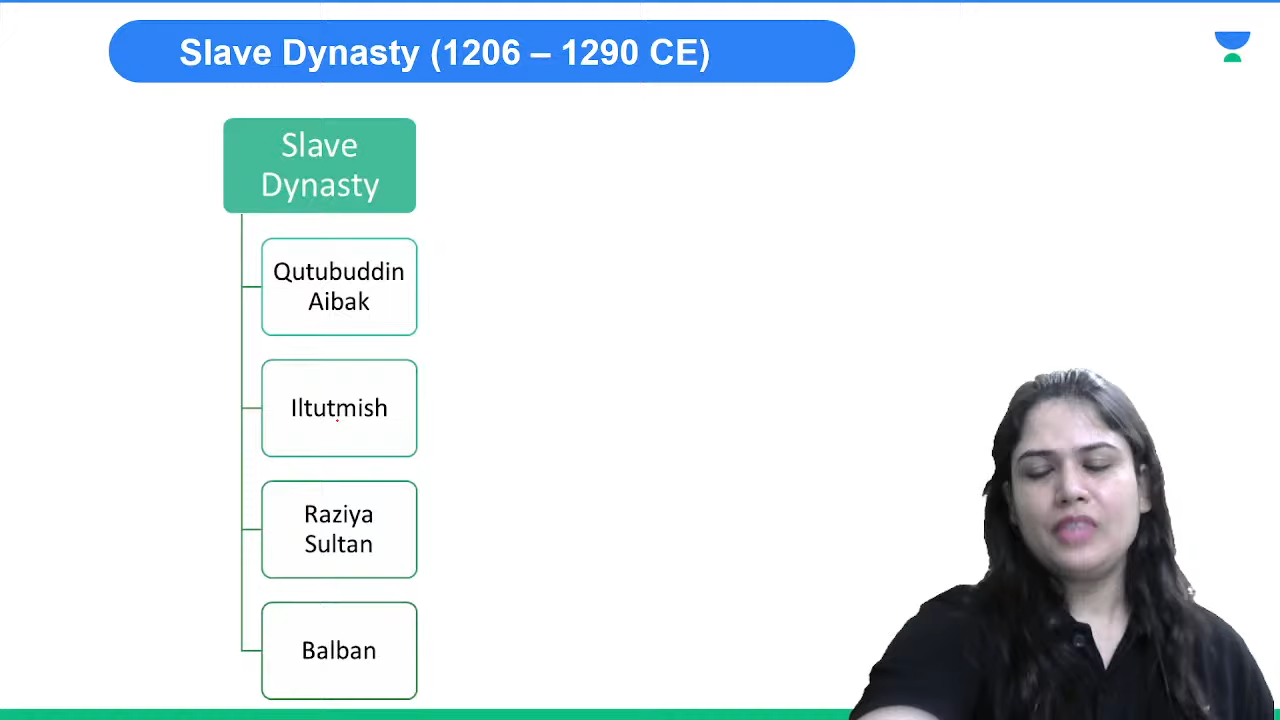 Slave Dynasty (1206 – 1290 CE)
Slave
Dynasty
Qutubuddin
Aibak
Iltutmish
Raziya
Sultan
Balban